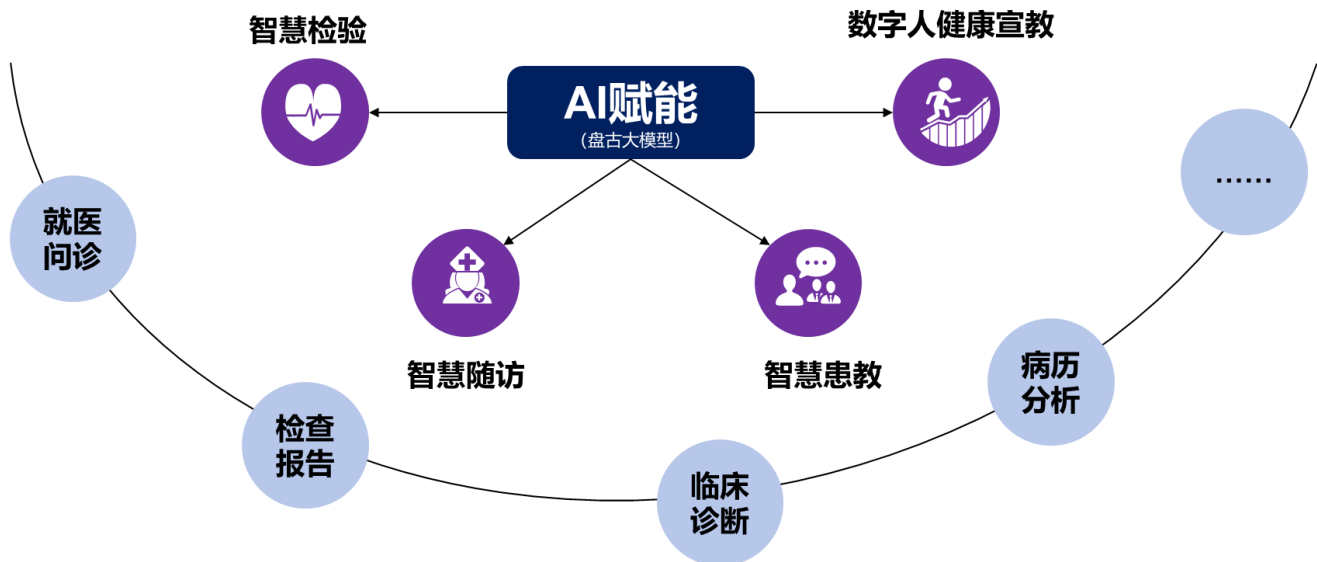 智慧检验
数字人健康宣教
AI赋能
(盘古大模型)
......
就医
问诊
智慧随访
智慧患教
病历
分析
检查
报告
临床
诊断